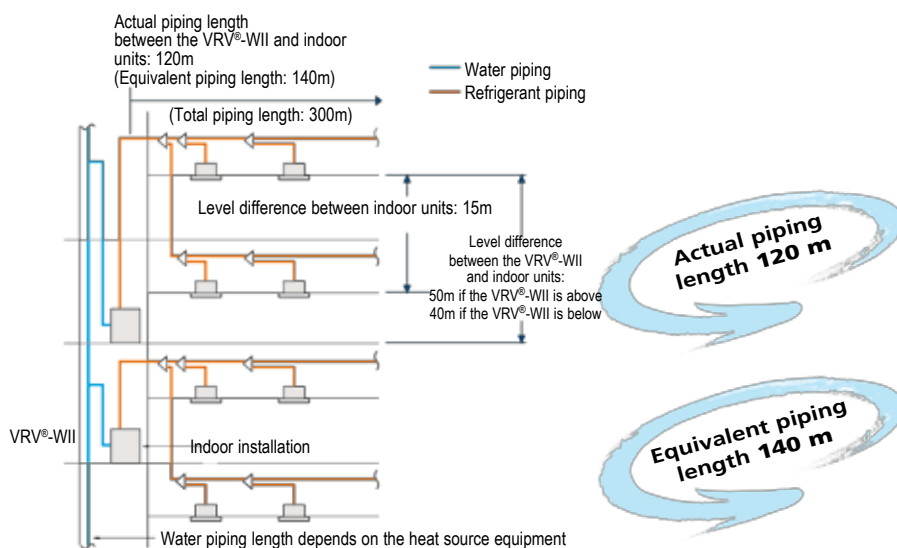 Actual piping length
between the VRV®-WII and indoor
units: 120m
(Equivalent piping length: 140m)
(Total piping length: 300m)
Water piping
Refrigerant piping
Level difference between indoor units: 15m
Level difference
between the VRV®-WII
and indoor units:
50m if the VRV®-WII is above
40m if the VRV®-WII is below
Actual piping
length 120 m
Equivalent piping
length 140 m
VRV®-WII
Indoor installation
Water piping length depends on the heat source equipment